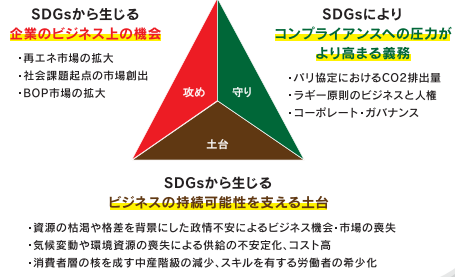 SDGsから生じる
企業のビジネス上の機会
・再エネ市場の拡大
・社会課題起点の市場創出
・BOP市場の拡大
SDGsにより
コンプライアンスへの圧力が
より高まる義務
・パリ協定におけるCO2排出量
・ラギー原則のビジネスと人権
・コーポレート・ガバナンス
攻め
守り
土台
SDGsから生じる
ビジネスの持続可能性を支える土台
・資源の枯渇や格差を背景にした政情不安によるビジネス機会・市場の喪失
・気候変動や環境資源の喪失による供給の不安定化、コスト高
・消費者層の核を成す中産階級の減少、スキルを有する労働者の希少化